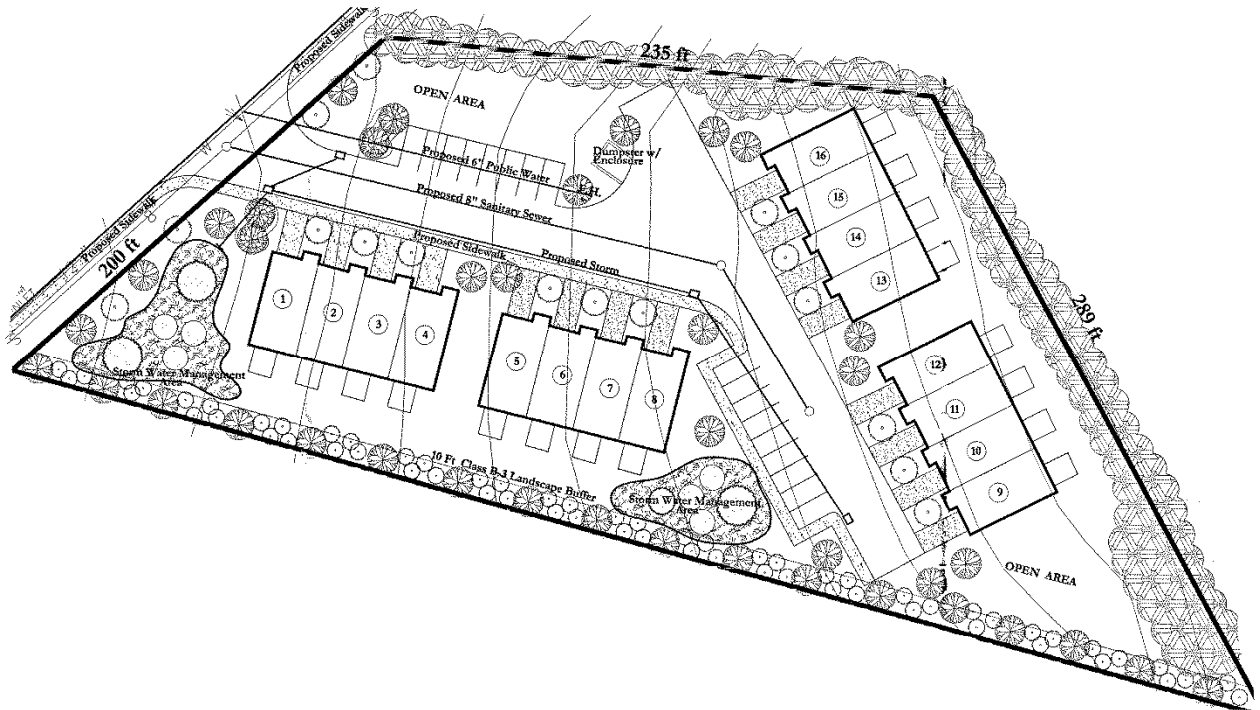 Proposed Sidewalk
235 ft
OPEN AREA
Dumpster w/
Enclosure
Proposed 6" Public Water
F.H.
W
Proposed 8" Sanitary Sewer
Proposed Sidewalk
200 ft
Proposed Sidewalk
Proposed Storm
16
15
14
13
1
2
3
4
5
6
7
8
289 ft
12
11
10
9
Storm Water Management
Area
10 Ft Class B-3 Landscape Buffer
Storm Water Management
Area
OPEN AREA